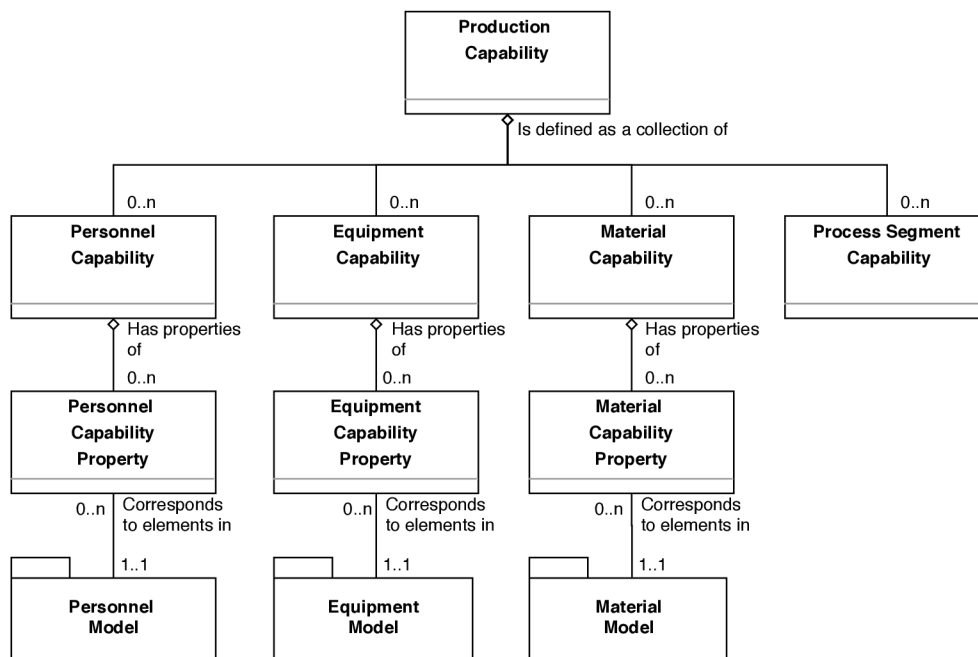 Production
Capability
Is defined as a collection of
0..n
0..n
0..n
0..n
Personnel
Capability
Equipment
Capability
Material
Capability
Process Segment
Capability
Has properties
of
Has properties
of
Has properties
of
0..n
0..n
0..n
Personnel
Capability
Property
Equipment
Capability
Property
Material
Capability
Property
0..n
Corresponds
to elements in
0..n
Corresponds
to elements in
0..n
Corresponds
to elements in
1..1
1..1
1..1
Personnel
Model
Equipment
Model
Material
Model